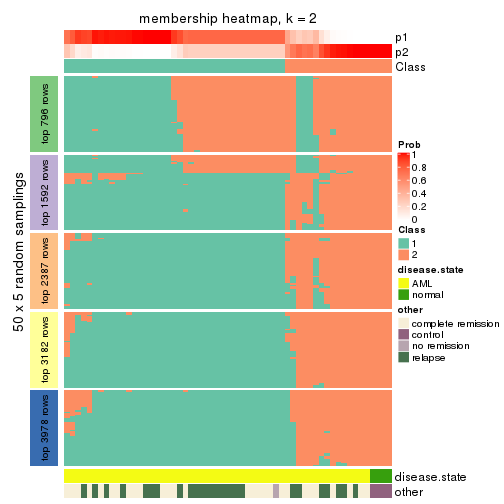 membership heatmap, k = 2
p1
p2
Class
50 x 5 random samplings
top 796 rows
top 1592 rows
top 2387 rows
top 3182 rows
top 3978 rows
Prob
1
0.8
0.6
0.4
0.2
0
Class
1
2
disease.state
AML
normal
other
complete remission
control
no remission
relapse
disease.state
other